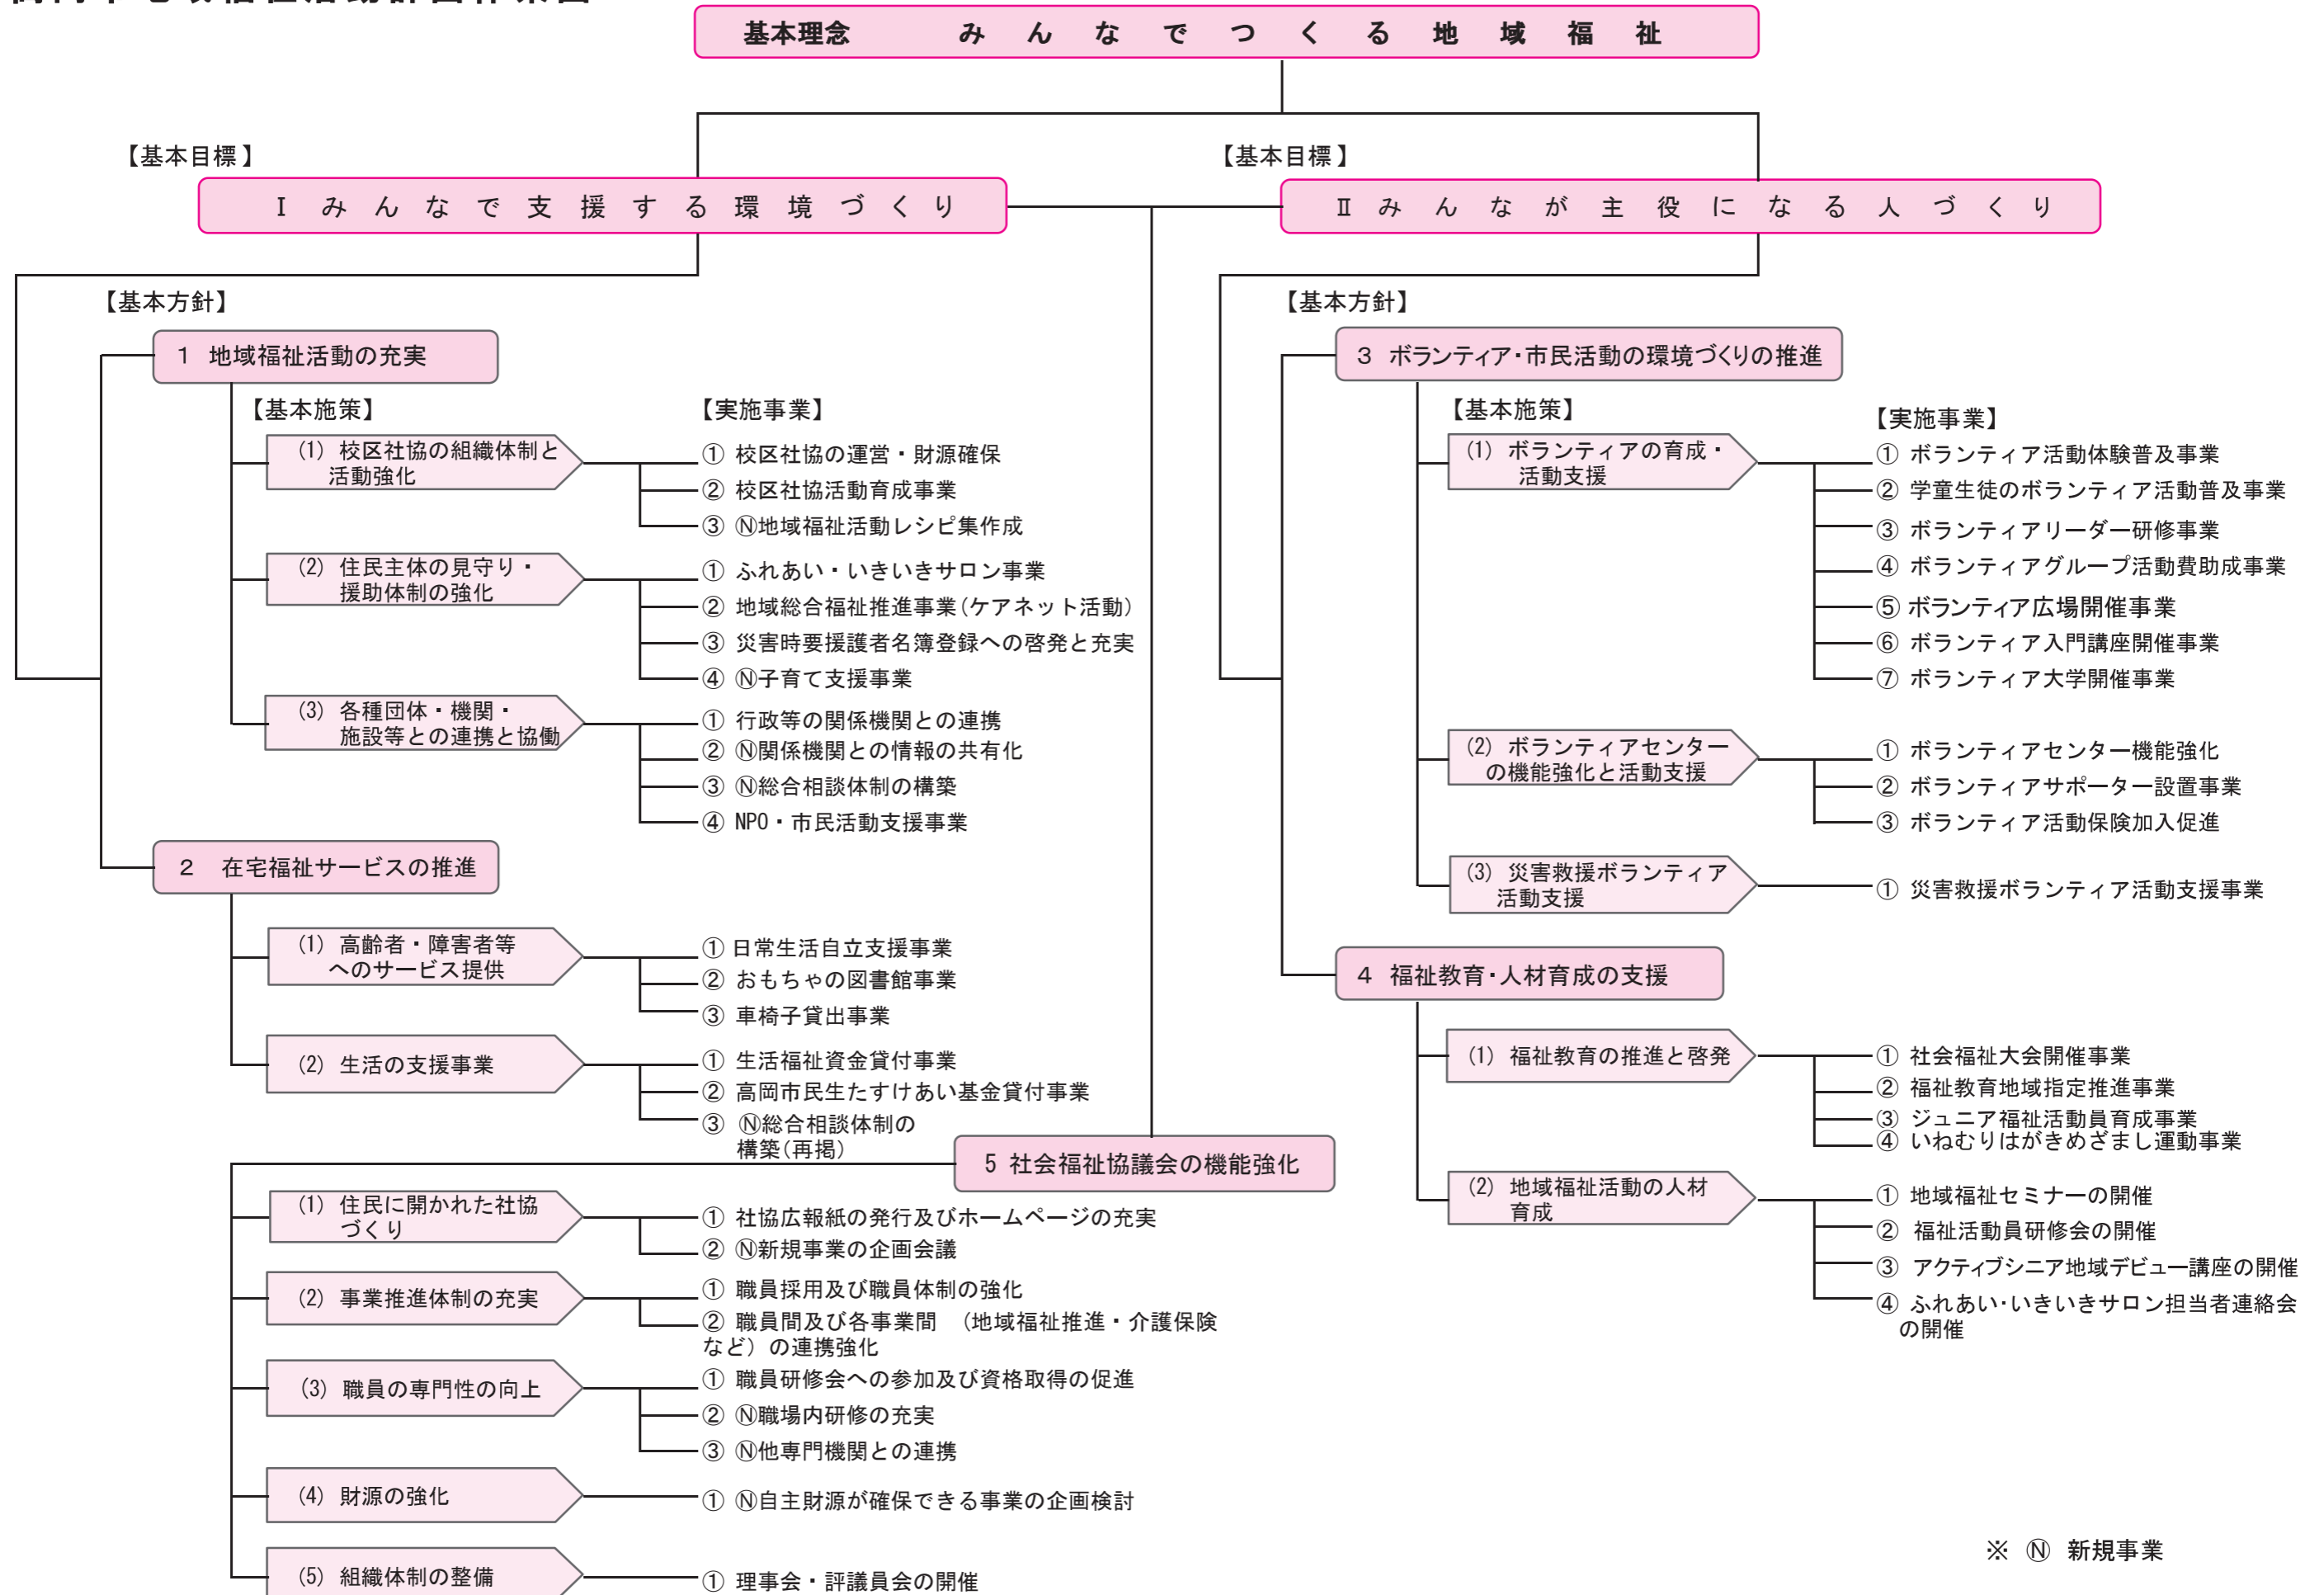 基本理念 みんなでつくる地域福祉
【基本目標】
Ⅰ みんなで支援する環境づくり
【基本目標】
Ⅱ みんなが主役になる人づくり
【基本方針】
1 地域福祉活動の充実
【基本施策】
【実施事業】
(1) 校区社協の組織体制と
活動強化
① 校区社協の運営・財源確保
② 校区社協活動育成事業
③ Ⓝ地域福祉活動レシピ集作成
(2) 住民主体の見守り・
援助体制の強化
① ふれあい・いきいきサロン事業
② 地域総合福祉推進事業(ケアネット活動)
③ 災害時要援護者名簿登録への啓発と充実
④ Ⓝ子育て支援事業
(3) 各種団体・機関・
施設等との連携と協働
① 行政等の関係機関との連携
② Ⓝ関係機関との情報の共有化
③ Ⓝ総合相談体制の構築
④ NPO・市民活動支援事業
2 在宅福祉サービスの推進
(1) 高齢者・障害者等
へのサービス提供
① 日常生活自立支援事業
② おもちゃの図書館事業
③ 車椅子貸出事業
(2) 生活の支援事業
① 生活福祉資金貸付事業
② 高岡市民生たすけあい基金貸付事業
③ Ⓝ総合相談体制の
構築(再掲)
【基本方針】
3 ボランティア・市民活動の環境づくりの推進
【基本施策】
【実施事業】
(1) ボランティアの育成・
活動支援
① ボランティア活動体験普及事業
② 学童生徒のボランティア活動普及事業
③ ボランティアリーダー研修事業
④ ボランティアグループ活動費助成事業
⑤ ボランティア広場開催事業
⑥ ボランティア入門講座開催事業
⑦ ボランティア大学開催事業
(2) ボランティアセンター
の機能強化と活動支援
① ボランティアセンター機能強化
② ボランティアサポーター設置事業
③ ボランティア活動保険加入促進
(3) 災害救援ボランティア
活動支援
① 災害救援ボランティア活動支援事業
4 福祉教育・人材育成の支援
(1) 福祉教育の推進と啓発
① 社会福祉大会開催事業
② 福祉教育地域指定推進事業
③ ジュニア福祉活動員育成事業
④ いねむりはがきめざまし運動事業
(2) 地域福祉活動の人材
育成
① 地域福祉セミナーの開催
② 福祉活動員研修会の開催
③ アクティブシニア地域デビュー講座の開催
④ ふれあい・いきいきサロン担当者連絡会
の開催
5 社会福祉協議会の機能強化
(1) 住民に開かれた社協
づくり
① 社協広報紙の発行及びホームページの充実
② Ⓝ新規事業の企画会議
(2) 事業推進体制の充実
① 職員採用及び職員体制の強化
② 職員間及び各事業間 (地域福祉推進・介護保険
など) の連携強化
(3) 職員の専門性の向上
① 職員研修会への参加及び資格取得の促進
② Ⓝ職場内研修の充実
③ Ⓝ他専門機関との連携
(4) 財源の強化
① Ⓝ自主財源が確保できる事業の企画検討
(5) 組織体制の整備
① 理事会・評議員会の開催
※ Ⓝ 新規事業